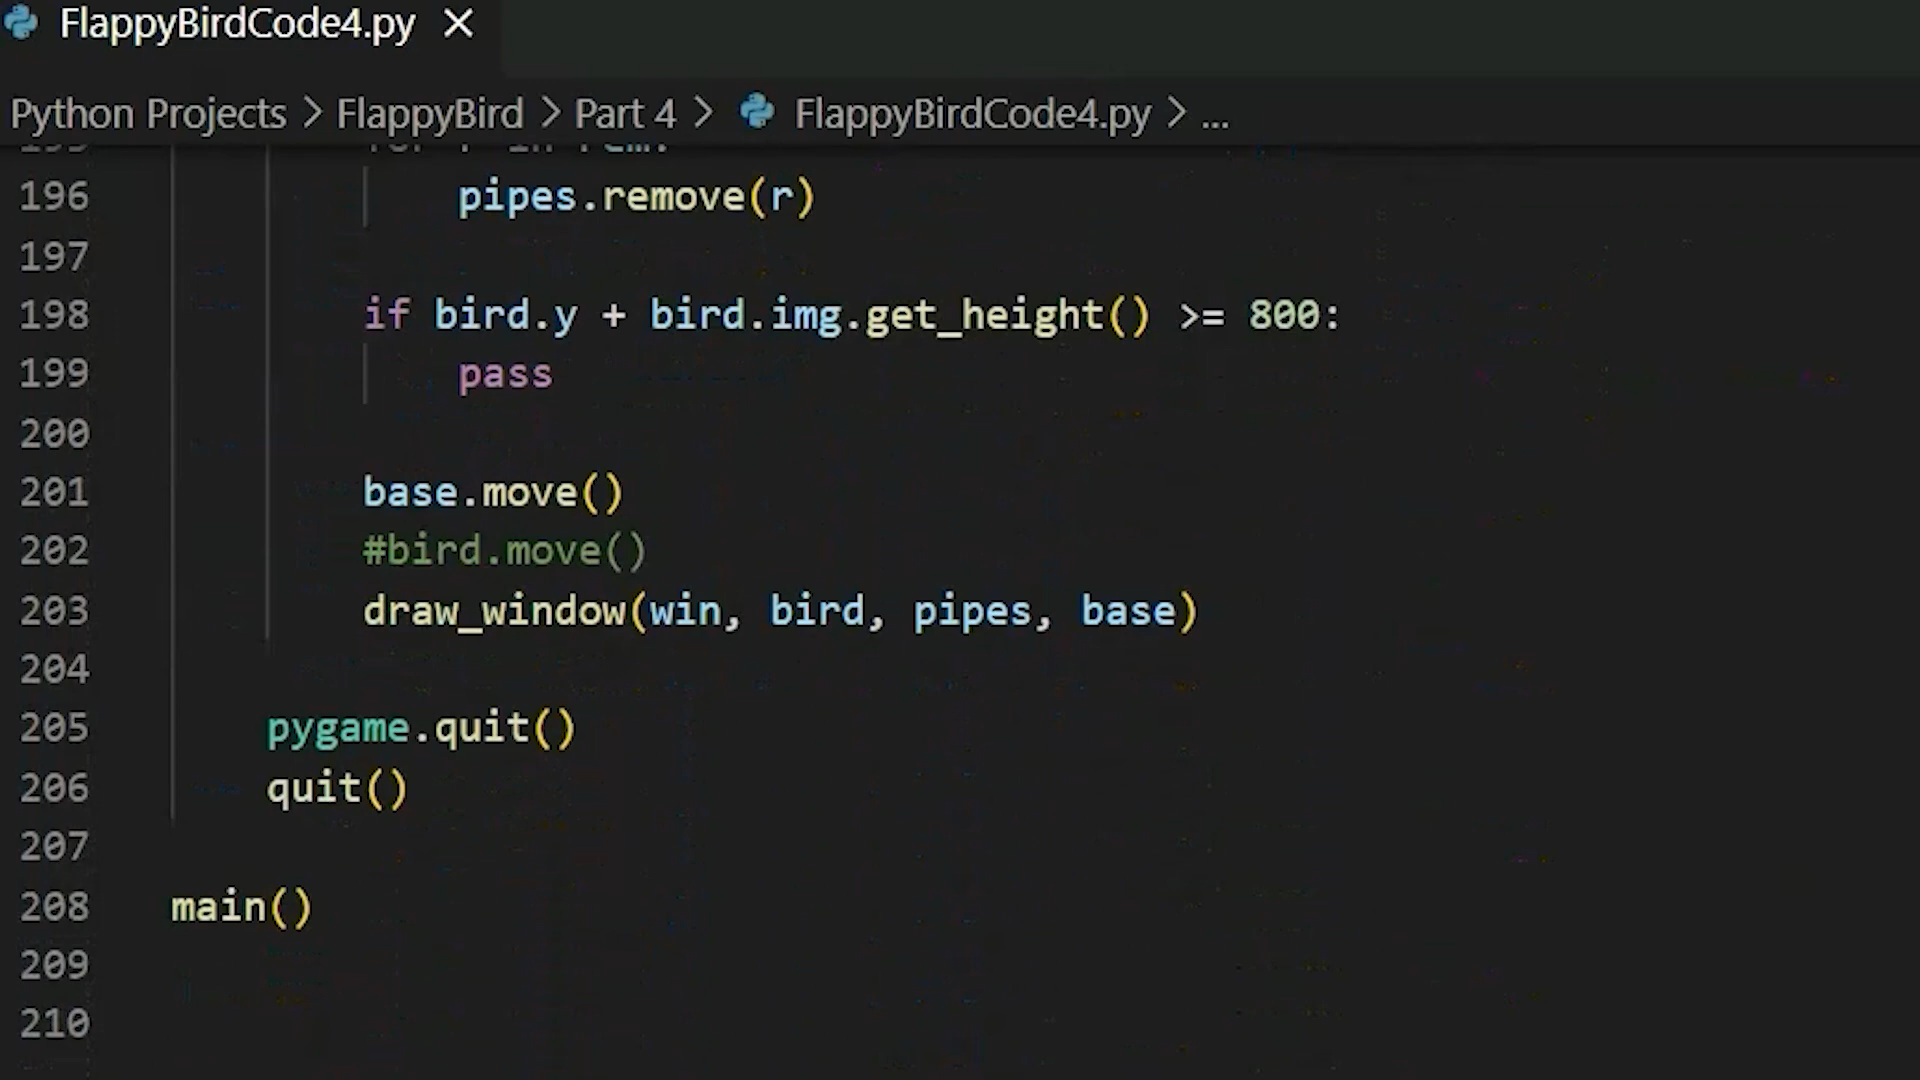 FlappyBirdCode4.py ×
Python Projects > FlappyBird > Part 4 > FlappyBirdCode4.py > ...
196 pipes.remove(r)
197
198 if bird.y + bird.img.get_height() >= 800:
199 pass
200
201 base.move()
202 #bird.move()
203 draw_window(win, bird, pipes, base)
204
205 pygame.quit()
206 quit()
207
208 main()
209
210